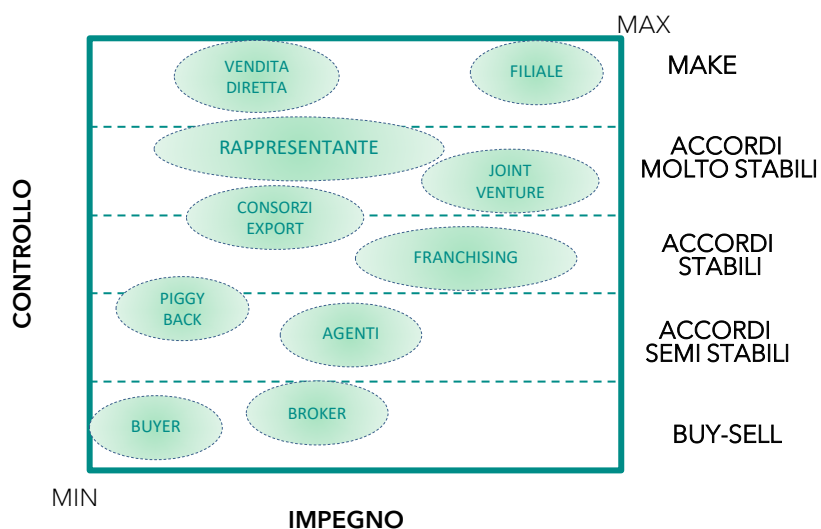 MAX
VENDITA
DIRETTA
FILIALE
MAKE
RAPPRESENTANTE
ACCORDI
MOLTO STABILI
JOINT
VENTURE
CONSORZI
EXPORT
CONTROLLO
FRANCHISING
ACCORDI
STABILI
PIGGY
BACK
AGENTI
ACCORDI
SEMI STABILI
BUYER
BROKER
BUY-SELL
MIN
IMPEGNO